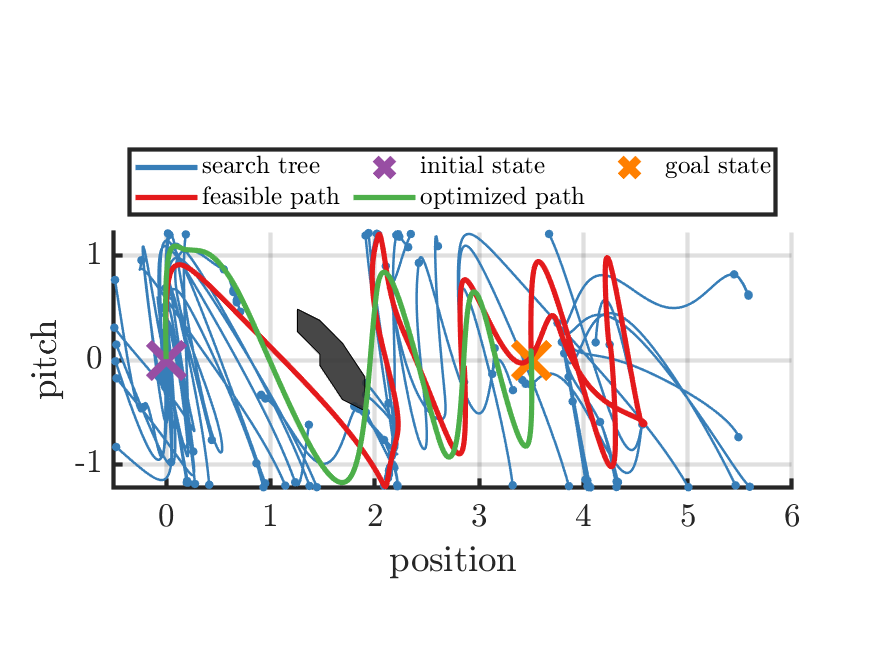 search tree initial state goal state
feasible path optimized path
1
0
-1
pitch
0 1 2 3 4 5 6
position